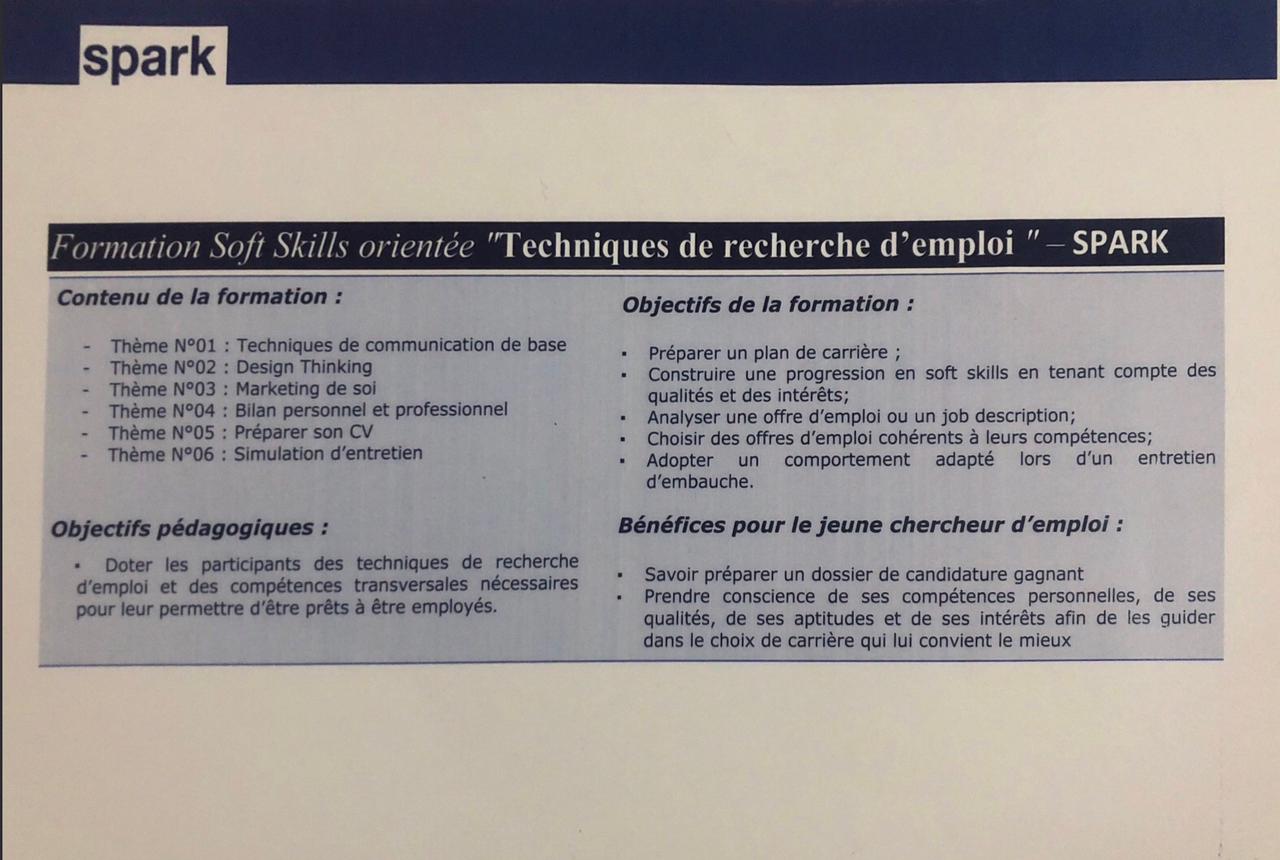 spark
Formation Soft Skills orientée "Techniques de recherche d’emploi " – SPARK
Contenu de la formation :
- Thème N°01 : Techniques de communication de base
- Thème N°02 : Design Thinking
- Thème N°03 : Marketing de soi
- Thème N°04 : Bilan personnel et professionnel
- Thème N°05 : Préparer son CV
- Thème N°06 : Simulation d’entretien
Objectifs de la formation :
▪ Préparer un plan de carrière ;
▪ Construire une progression en soft skills en tenant compte des
qualités et des intérêts;
▪ Analyser une offre d’emploi ou un job description;
▪ Choisir des offres d’emploi cohérents à leurs compétences;
▪ Adopter un comportement adapté lors d’un entretien
d’embauche.
Objectifs pédagogiques :
▪ Doter les participants des techniques de recherche
d’emploi et des compétences transversales nécessaires
pour leur permettre d’être prêts à être employés.
Bénéfices pour le jeune chercheur d’emploi :
▪ Savoir préparer un dossier de candidature gagnant
▪ Prendre conscience de ses compétences personnelles, de ses
qualités, de ses aptitudes et de ses intérêts afin de les guider
dans le choix de carrière qui lui convient le mieux